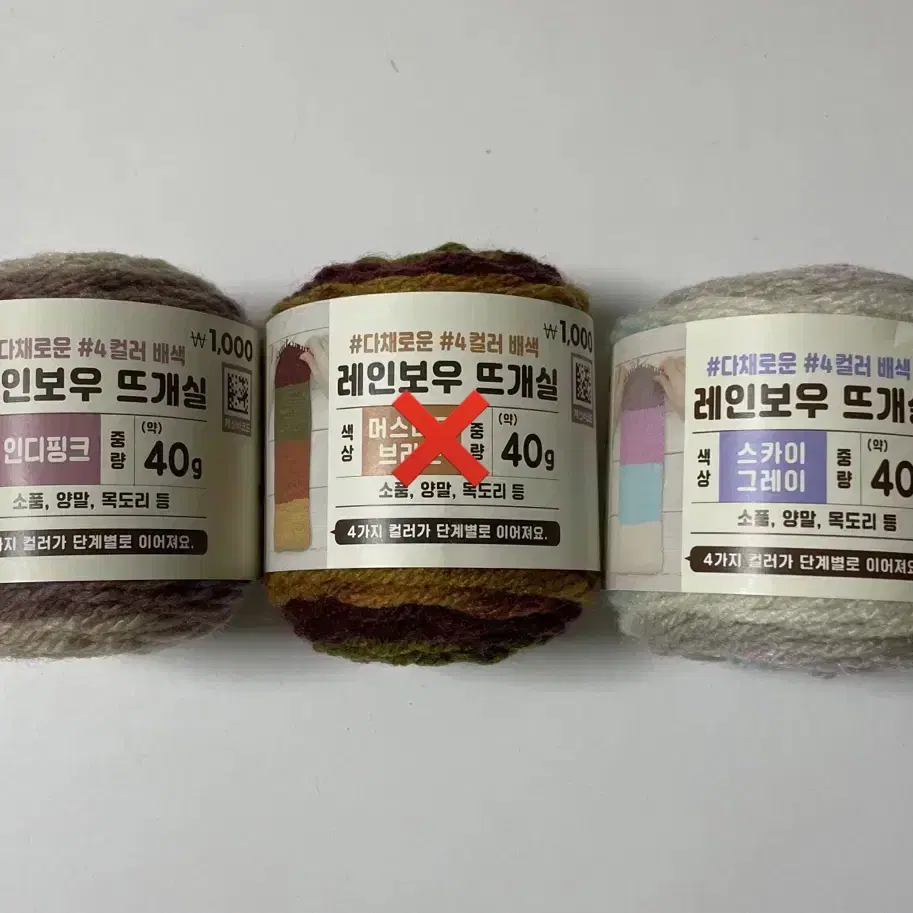 다채로운 #4컬러 배색
₩1,000
인보우 뜨개실
인디핑크
중량
(약)
40g
소품, 양말, 목도리 등
가지 컬러가 단계별로 이어져요.
#다채로운 #4컬러 배색
₩1,000
레인보우 뜨개실
색상
중량
(약)
40g
소품, 양말, 목도리 등
4가지 컬러가 단계별로 이어져요.
#다채로운 #4컬러 배색
레인보우 뜨개
색상
스카이
그레이
중량
(약)
40
소품, 양말, 목도리 등
4가지 컬러가 단계별로 이어져요